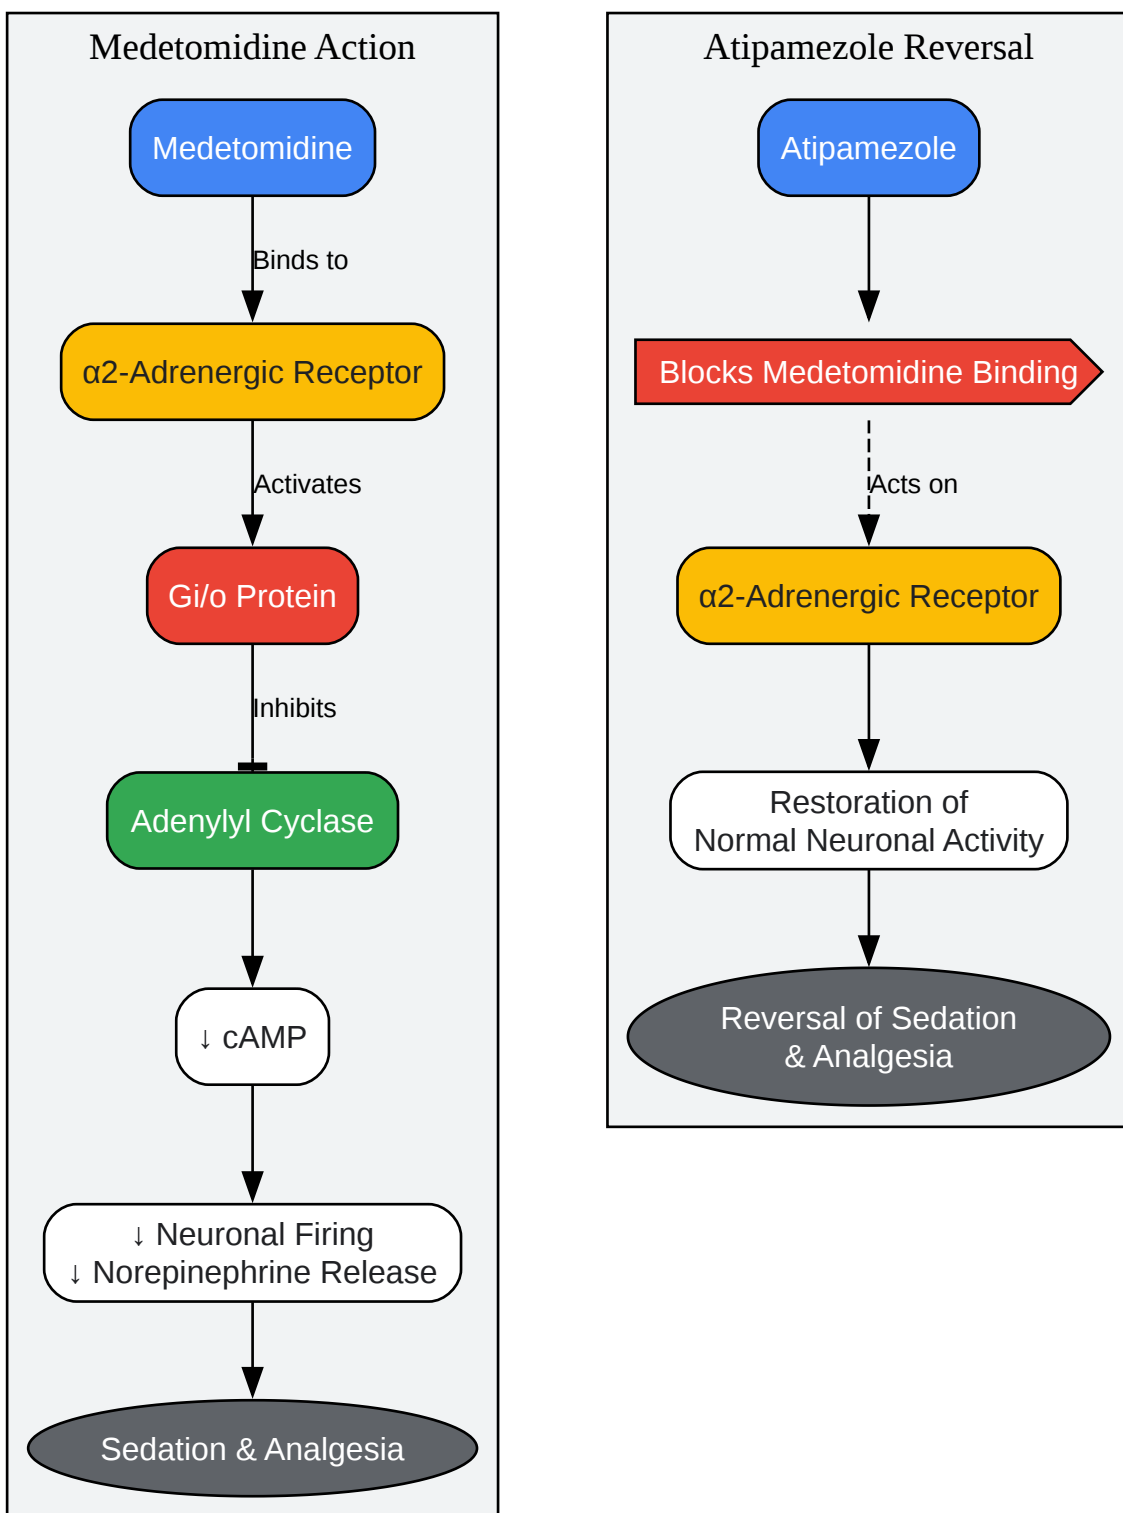 Medetomidine Action
Medetomidine
Binds to
α2-Adrenergic Receptor
Activates
Gi/o Protein
Inhibits
Adenylyl Cyclase
↓ cAMP
↓ Neuronal Firing
↓ Norepinephrine Release
Sedation & Analgesia
Atipamezole Reversal
Atipamezole
Blocks Medetomidine Binding
Acts on
α2-Adrenergic Receptor
Restoration of
Normal Neuronal Activity
Reversal of Sedation
& Analgesia